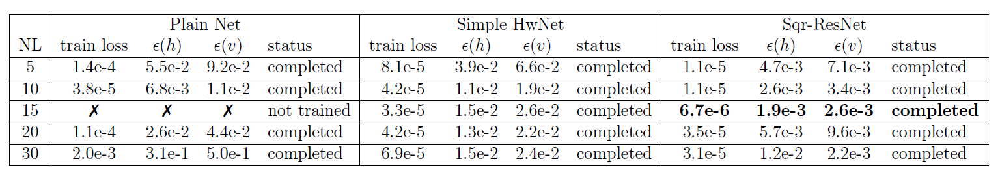 Plain Net Simple HwNet Sqr-ResNet
NL train loss ϵ(h) ϵ(v) status train loss ϵ(h) ϵ(v) status train loss ϵ(h) ϵ(v) status
5 1.4e-4 5.5e-2 9.2e-2 completed 8.1e-5 3.9e-2 6.6e-2 completed 1.1e-5 4.7e-3 7.1e-3 completed
10 3.8e-5 6.8e-3 1.1e-2 completed 4.2e-5 1.1e-2 1.9e-2 completed 1.1e-5 2.6e-3 3.4e-3 completed
15 ✗ ✗ ✗ not trained 3.3e-5 1.5e-2 2.6e-2 completed 6.7e-6 1.9e-3 2.6e-3 completed
20 1.1e-4 2.6e-2 4.4e-2 completed 4.2e-5 1.3e-2 2.2e-2 completed 3.5e-5 5.7e-3 9.6e-3 completed
30 2.0e-3 3.1e-1 5.0e-1 completed 6.9e-5 1.5e-2 2.4e-2 completed 3.1e-5 1.2e-2 2.2e-3 completed